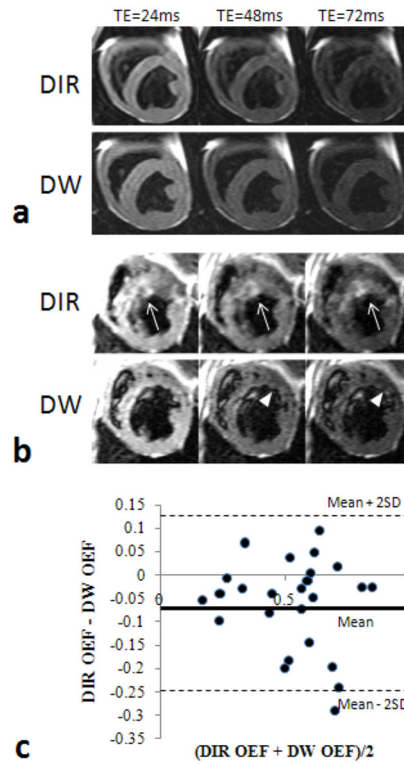 TE=24ms TE=48ms TE=72ms
DIR
DW
a
DIR
DW
b
0.15
0.1
0.05
0
-0.05
-0.1
-0.15
-0.2
-0.25
-0.3
-0.35
DIR OEF - DW OEF
0 0.5
Mean + 2SD
Mean
Mean - 2SD
(DIR OEF + DW OEF)/2
c